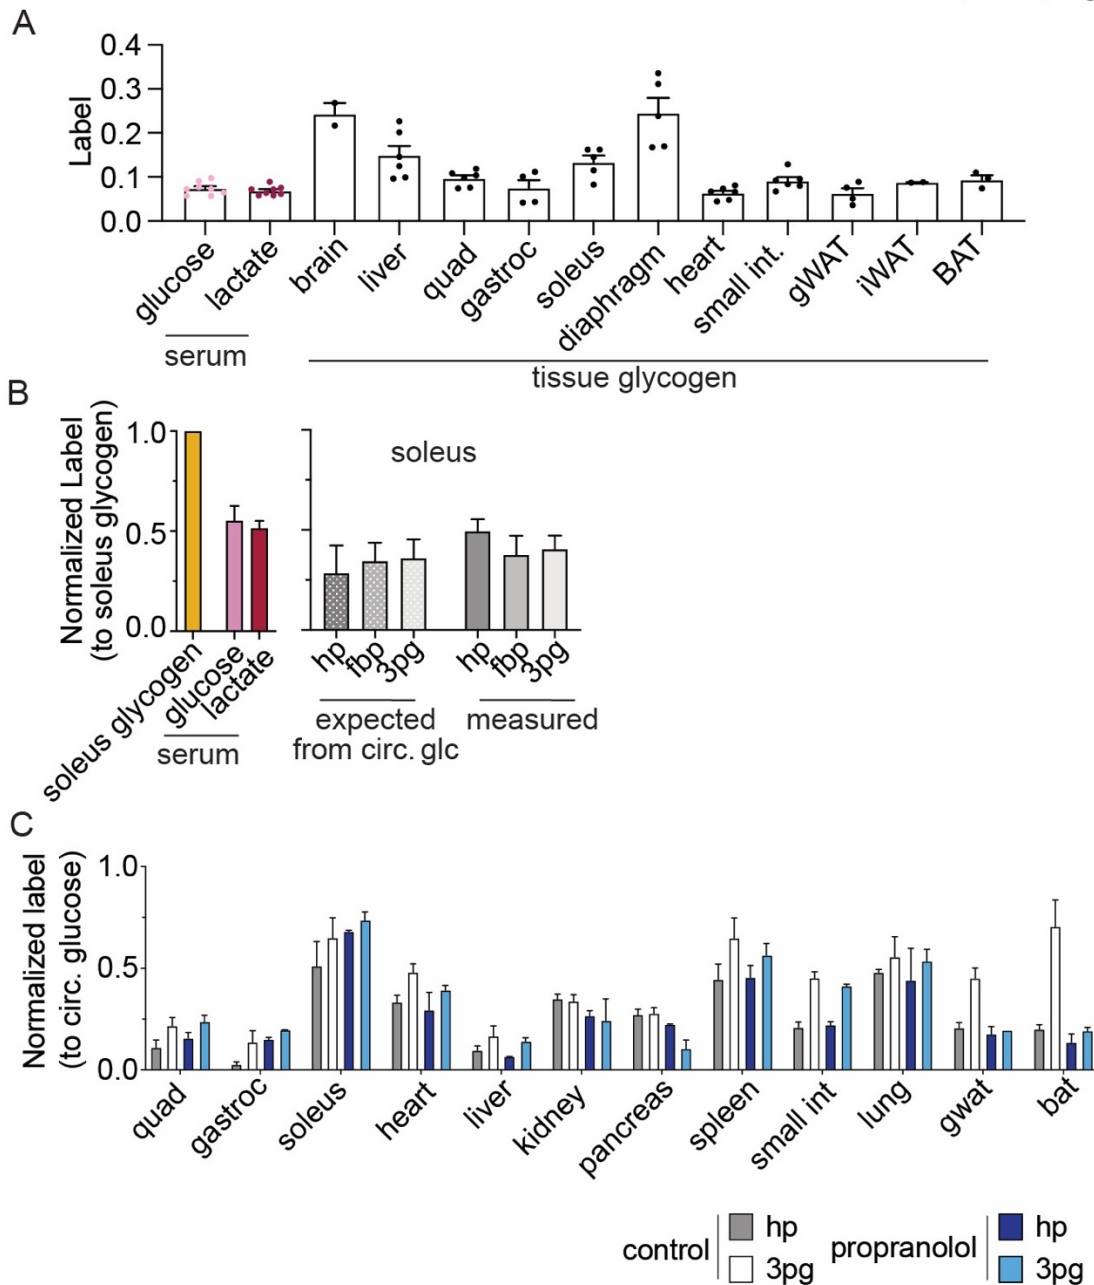 A
Label
0.4
0.3
0.2
0.1
0.0
glucose
lactate
brain
liver
quad
gastroc
soleus
diaphragm
heart
small int.
gWAT
iWAT
BAT
serum
tissue glycogen
B
Normalized Label
(to soleus glycogen)
1.0
0.5
0.0
soleus glycogen
glucose
lactate
serum
soleus
hp
fbp
3pg
hp
fbp
3pg
expected
from circ. glc
measured
C
Normalized label
(to circ. glucose)
1.0
0.5
0.0
quad
gastroc
soleus
heart
liver
kidney
pancreas
spleen
small int
lung
gwat
bat
control
hp
3pg
propranolol
hp
3pg